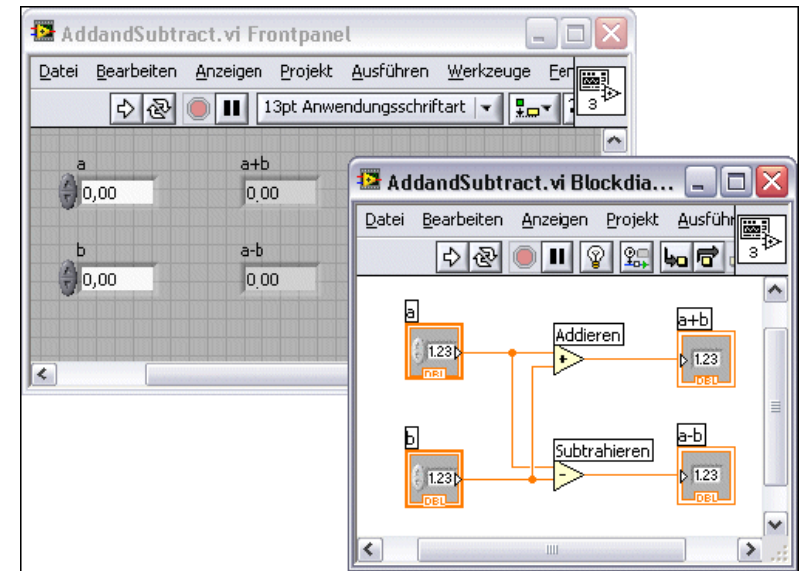 AddandSubtract.vi Frontpanel
Datei Bearbeiten Anzeigen Projekt Ausführen Werkzeuge Fen
13pt Anwendungsschriftart
3
a
0,00
a+b
0,00
b
0,00
a-b
0,00
AddandSubtract.vi Blockdia...
Datei Bearbeiten Anzeigen Projekt Ausführ
3
a
1.23
DBL
Addieren
+
a+b
1.23
DBL
b
1.23
DBL
Subtrahieren
-
a-b
1.23
DBL